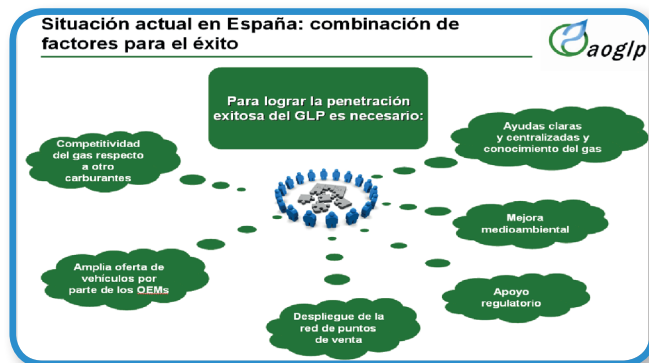 Situación actual en España: combinación de
factores para el éxito
aoglp
Para lograr la penetración
exitosa del GLP es necesario:
Competitividad
del gas respecto
a otro
carburantes
Ayudas claras
y centralizadas y
conocimiento del gas
Mejora
medioambiental
Amplia oferta de
vehículos por
parte de los OEMs
Apoyo
regulatorio
Despliegue de la
red de puntos
de venta